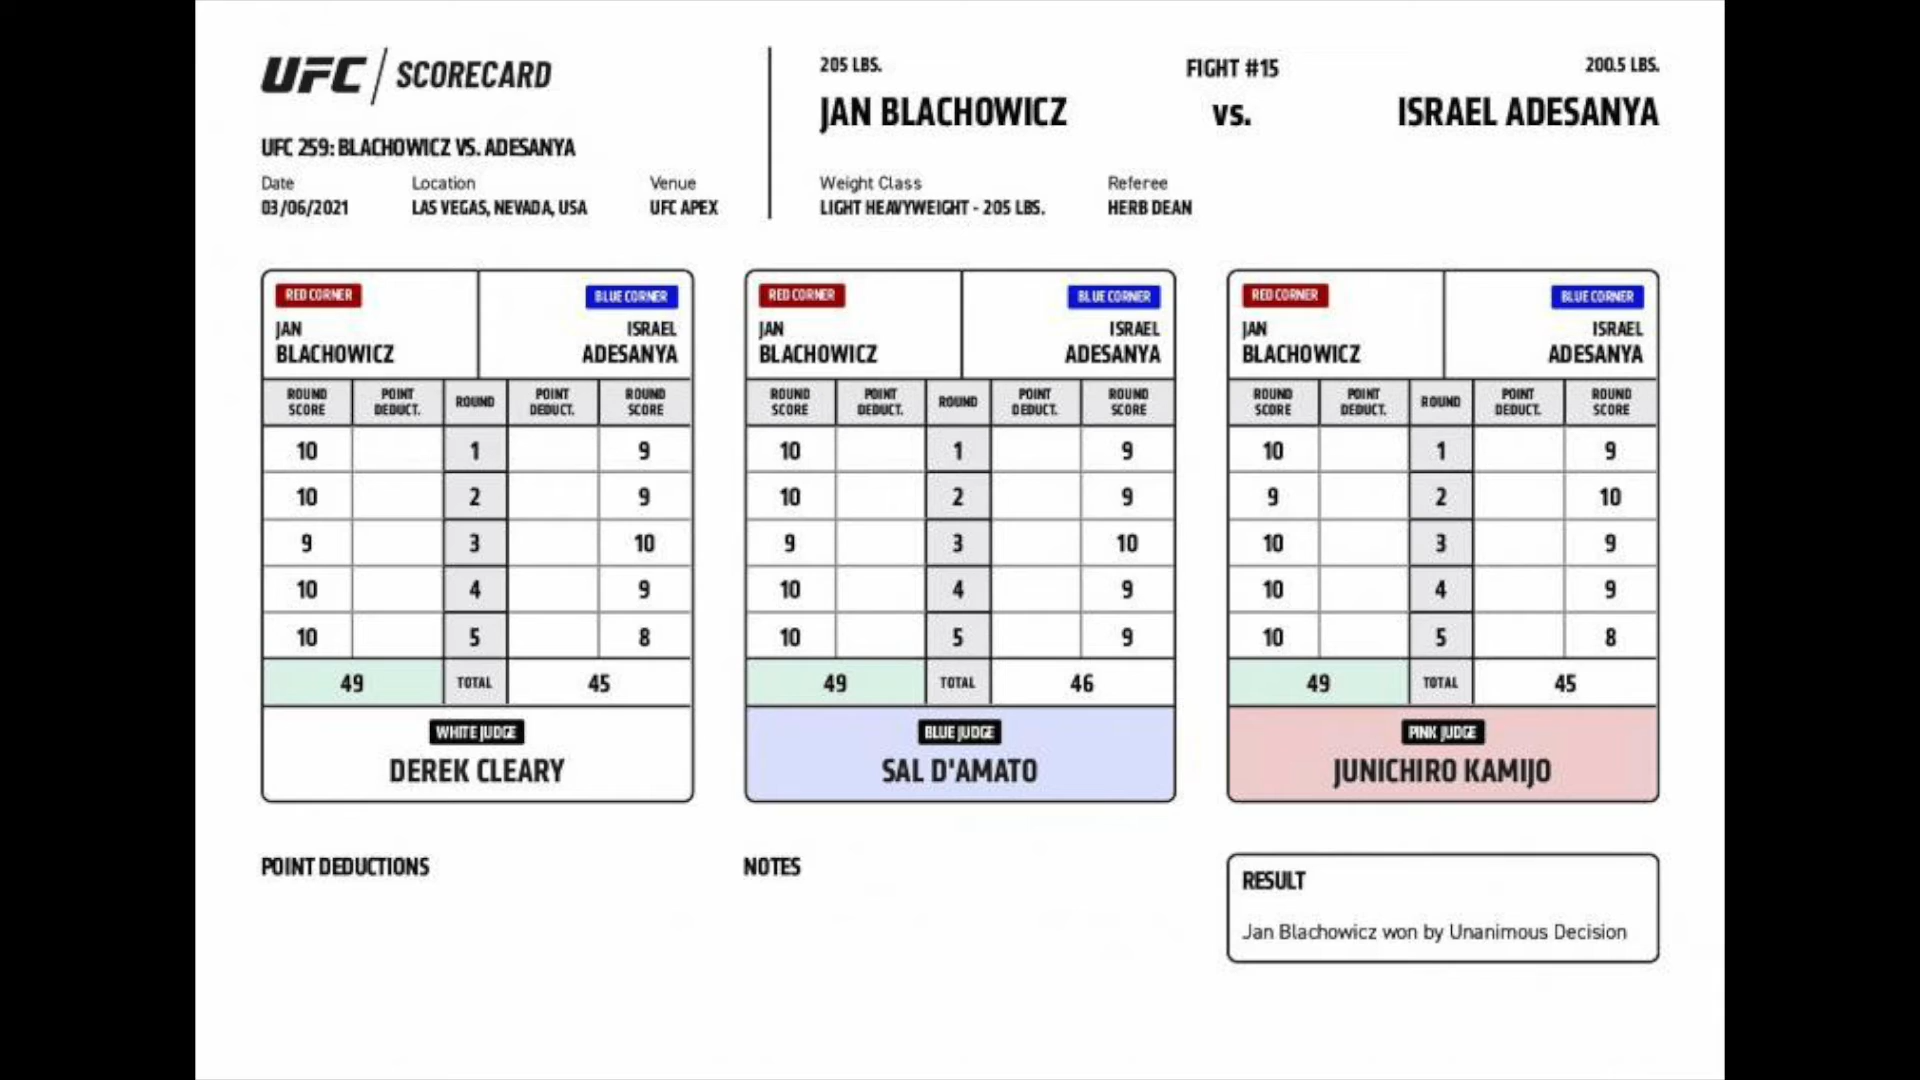 UFC / SCORECARD
UFC 259: BLACHOWICZ VS. ADESANYA
Date Location Venue
03/06/2021 LAS VEGAS, NEVADA, USA UFC APEX
205 LBS. FIGHT #15 200.5 LBS.
JAN BLACHOWICZ vs. ISRAEL ADESANYA
Weight Class Referee
LIGHT HEAVYWEIGHT - 205 LBS. HERB DEAN
RED CORNER BLUE CORNER
JAN ISRAEL
BLACHOWICZ ADESANYA
ROUND POINT ROUND POINT ROUND
SCORE DEDUCT. DEDUCT. SCORE
10 1 9
10 2 9
9 3 10
10 4 9
10 5 8
49 TOTAL 45
WHITE JUDGE
DEREK CLEARY
RED CORNER BLUE CORNER
JAN ISRAEL
BLACHOWICZ ADESANYA
ROUND POINT ROUND POINT ROUND
SCORE DEDUCT. DEDUCT. SCORE
10 1 9
10 2 9
9 3 10
10 4 9
10 5 9
49 TOTAL 46
BLUE JUDGE
SAL D'AMATO
RED CORNER BLUE CORNER
JAN ISRAEL
BLACHOWICZ ADESANYA
ROUND POINT ROUND POINT ROUND
SCORE DEDUCT. DEDUCT. SCORE
10 1 9
9 2 10
10 3 9
10 4 9
10 5 8
49 TOTAL 45
PINK JUDGE
JUNICHIRO KAMIJO
POINT DEDUCTIONS
NOTES
RESULT
Jan Blachowicz won by Unanimous Decision